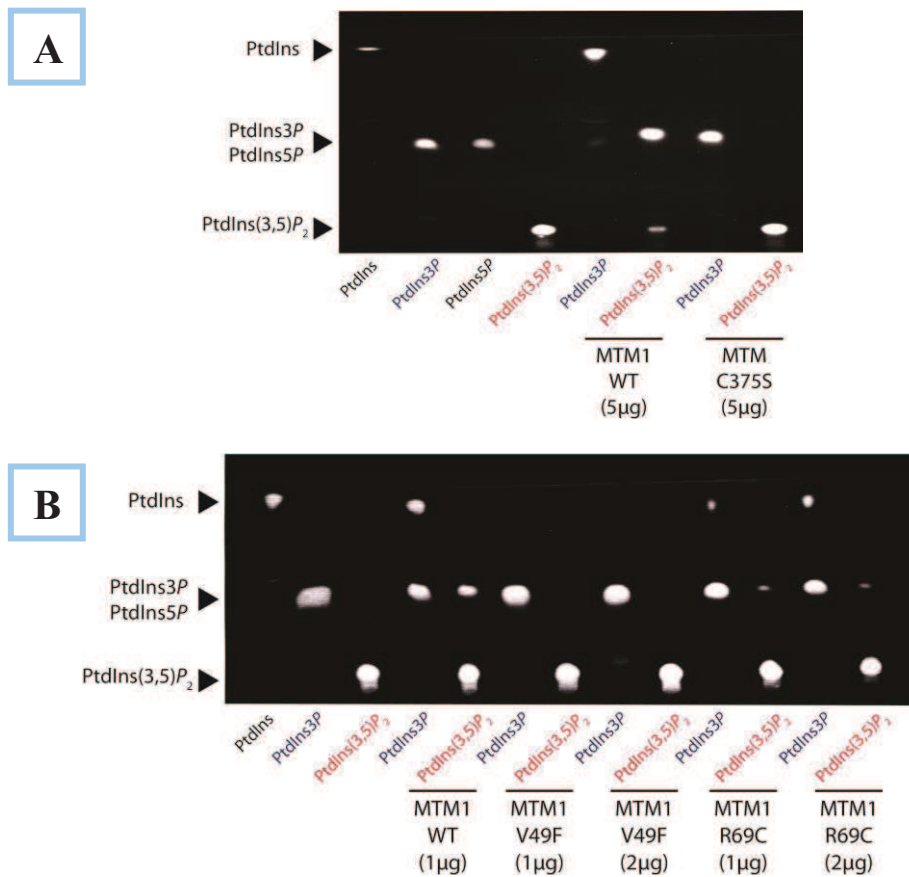 A
PtdIns
PtdIns3P
PtdIns5P
PtdIns(3,5)P₂
PtdIns
PtdIns3P
PtdIns5P
PtdIns(3,5)P₂
PtdIns3P
PtdIns(3,5)P₂
PtdIns3P
PtdIns(3,5)P₂
MTM1
WT
(5µg)
MTM
C375S
(5µg)
B
PtdIns
PtdIns3P
PtdIns5P
PtdIns(3,5)P₂
PtdIns
PtdIns3P
PtdIns(3,5)P₂
PtdIns3P
PtdIns(3,5)P₂
PtdIns3P
PtdIns(3,5)P₂
PtdIns3P
PtdIns(3,5)P₂
PtdIns3P
PtdIns(3,5)P₂
PtdIns3P
PtdIns(3,5)P₂
MTM1
WT
(1µg)
MTM1
V49F
(1µg)
MTM1
V49F
(2µg)
MTM1
R69C
(1µg)
MTM1
R69C
(2µg)